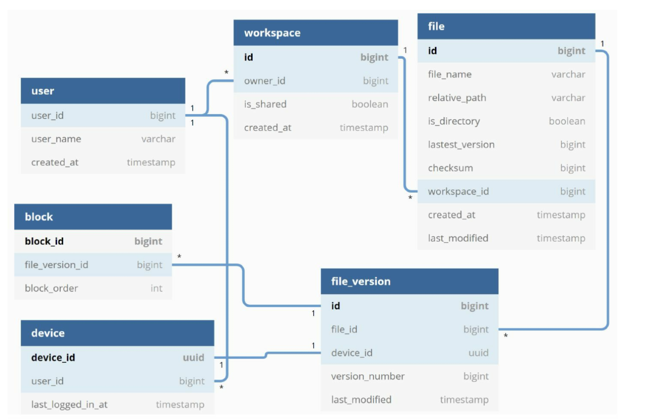 user
user_id bigint
user_name varchar
created_at timestamp
workspace
id bigint
owner_id bigint
is_shared boolean
created_at timestamp
file
id bigint
file_name varchar
relative_path varchar
is_directory boolean
lastest_version bigint
checksum bigint
workspace_id bigint
created_at timestamp
last_modified timestamp
block
block_id bigint
file_version_id bigint
block_order int
device
device_id uuid
user_id bigint
last_logged_in_at timestamp
file_version
id bigint
file_id bigint
device_id uuid
version_number bigint
last_modified timestamp
1
1
*
1
*
1
*
1
1
1
*
*